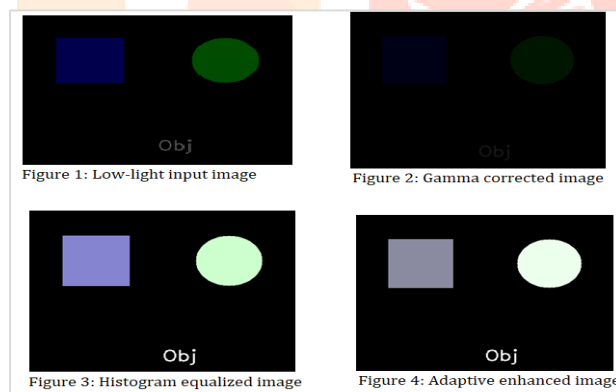 Obj
Figure 1: Low-light input image
Obj
Figure 2: Gamma corrected image
Obj
Figure 3: Histogram equalized image
Obj
Figure 4: Adaptive enhanced image